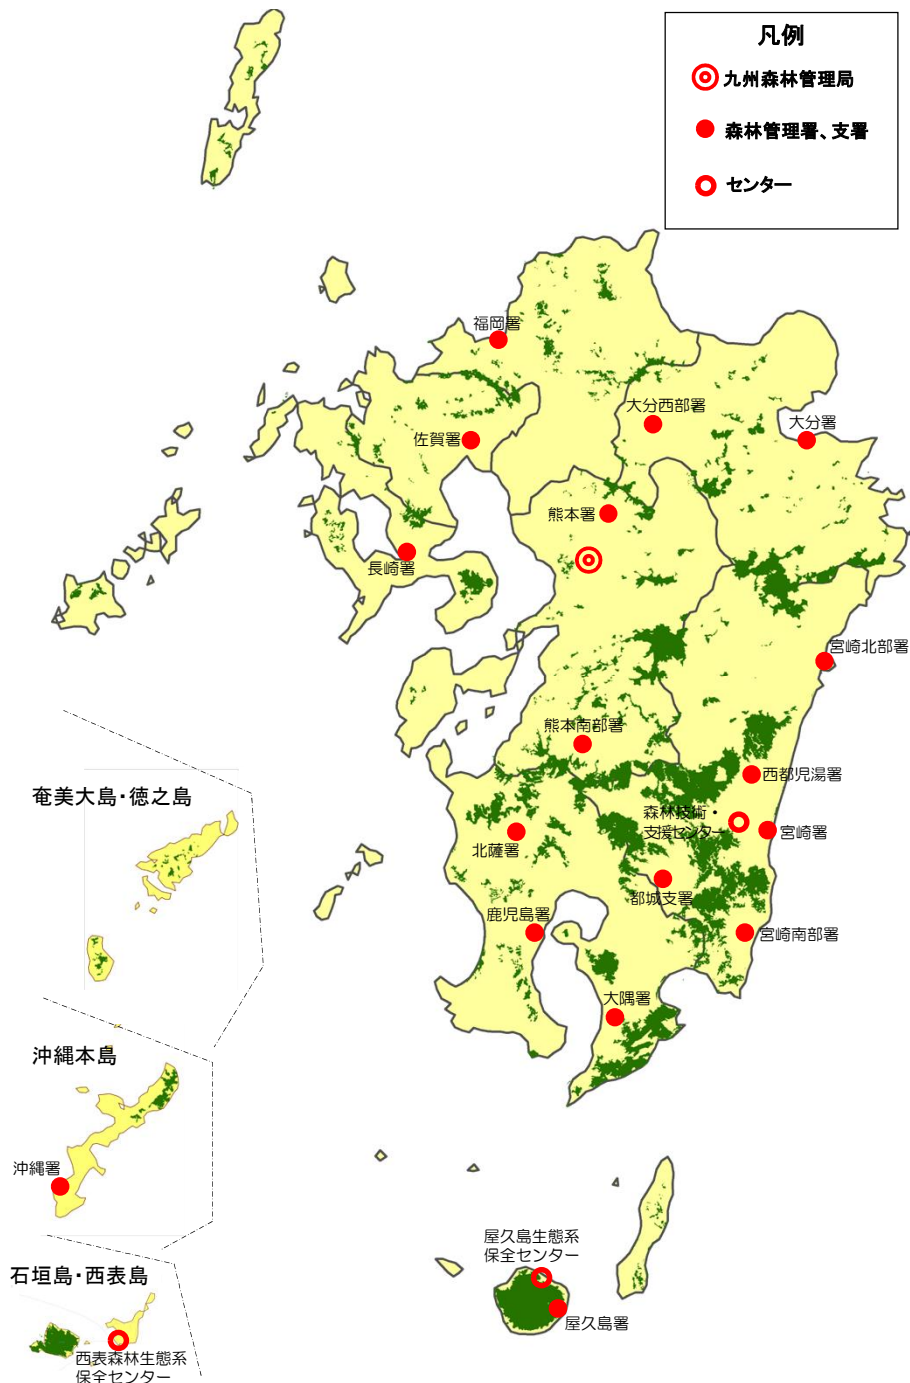 凡例
九州森林管理局
森林管理署、支署
センター
福岡署
大分西部署
大分署
佐賀署
熊本署
長崎署
宮崎北部署
熊本南部署
西都児湯署
奄美大島・徳之島
森林技術・
支援センター
宮崎署
北薩署
都城支署
鹿児島署
宮崎南部署
大隅署
沖縄本島
沖縄署
屋久島生態系
保全センター
石垣島・西表島
屋久島署
西表森林生態系
保全センター